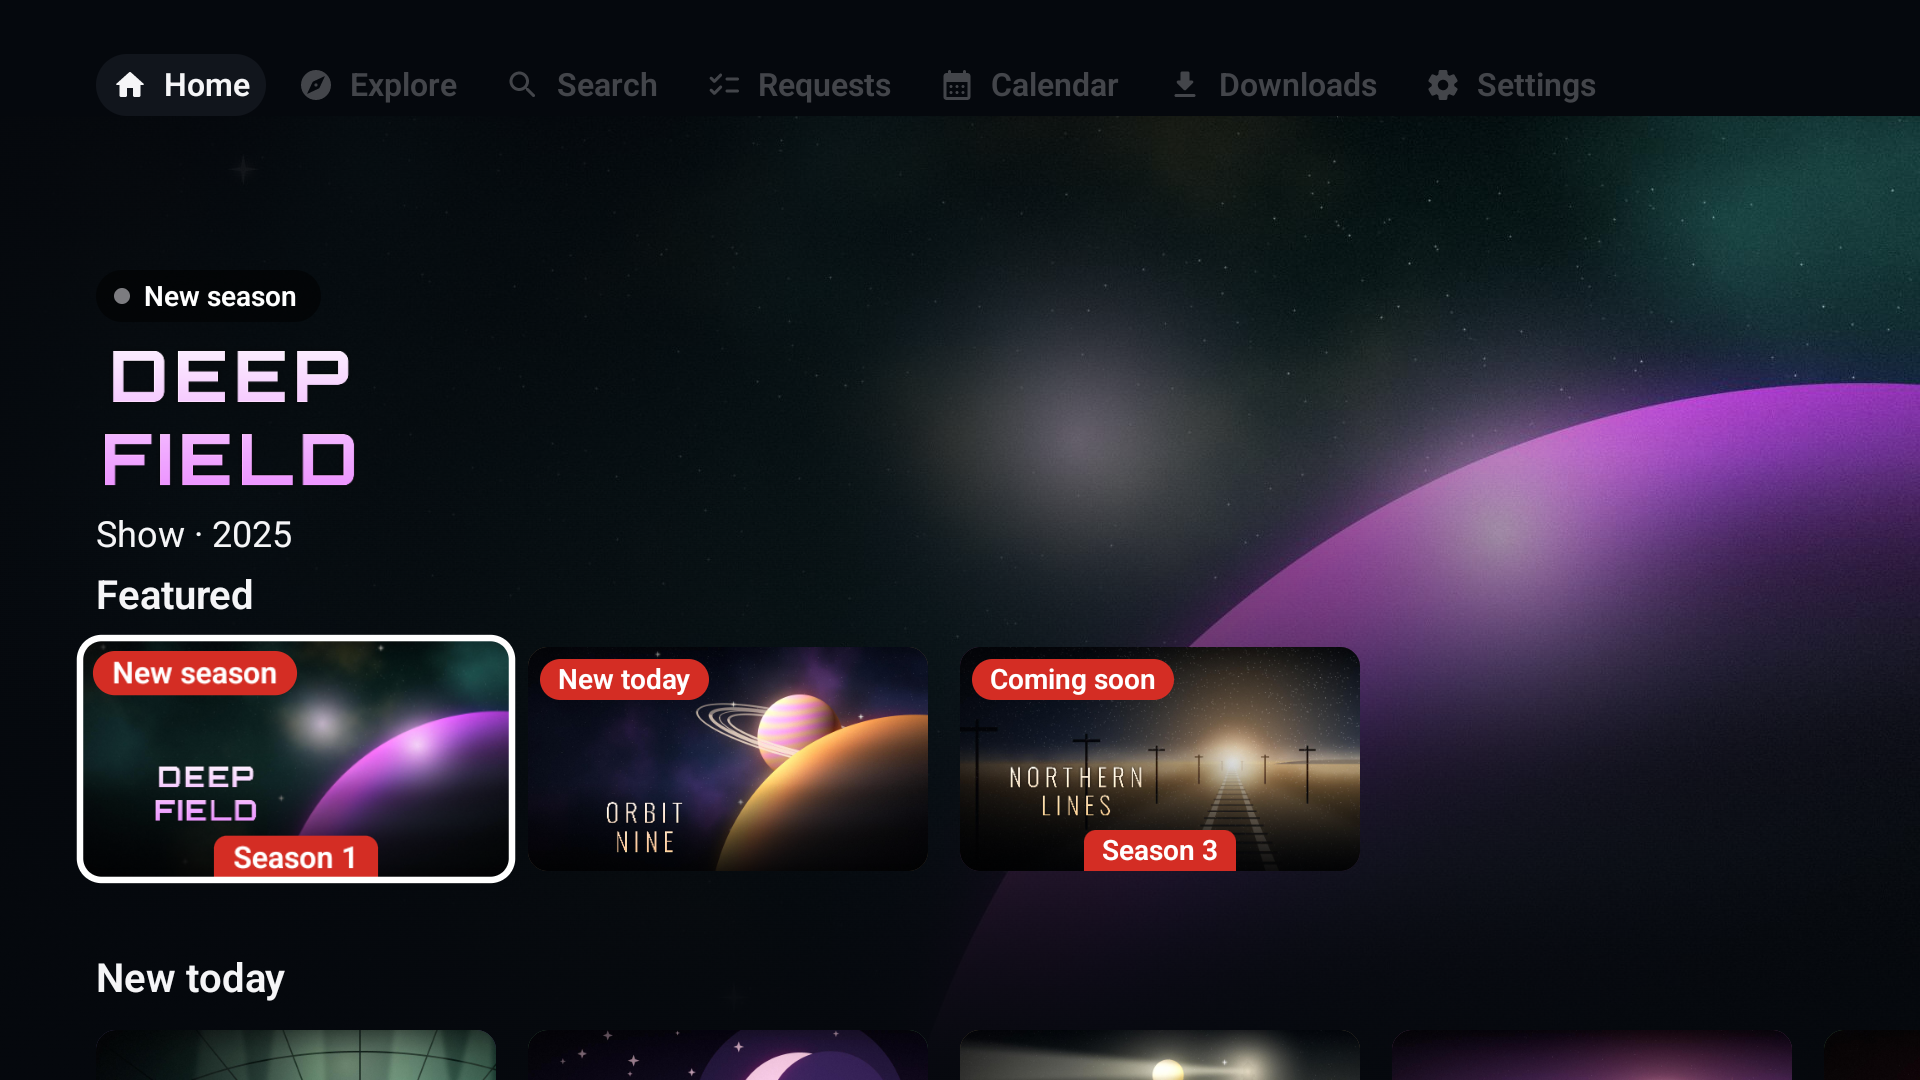 Home
Explore
Search
Requests
Calendar
Downloads
Settings
New season
DEEP
FIELD
Show · 2025
Featured
New season
DEEP
FIELD
Season 1
New today
ORBIT
NINE
Coming soon
NORTHERN
LINES
Season 3
New today